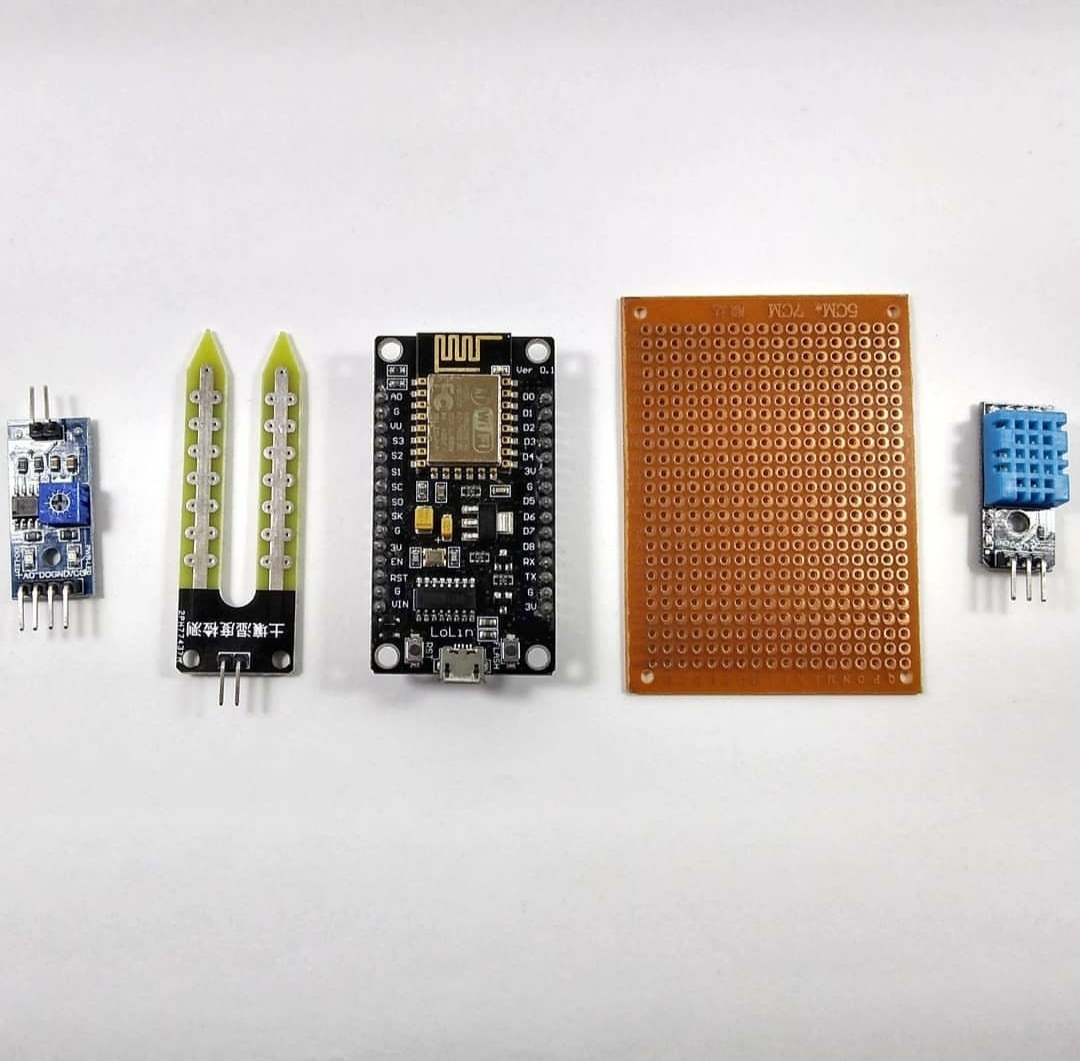 AO DO GND VCC
土壤湿度检测
Ver 0.1
A0
G
VU
S3
S2
S1
SC
SO
SK
G
3V
EN
RST
G
VIN
WiFi
D0
D1
D2
D3
D4
3V
G
D5
D6
D7
D8
RX
TX
G
3V
LoLin
RST
FLASH
5CM* 7CM